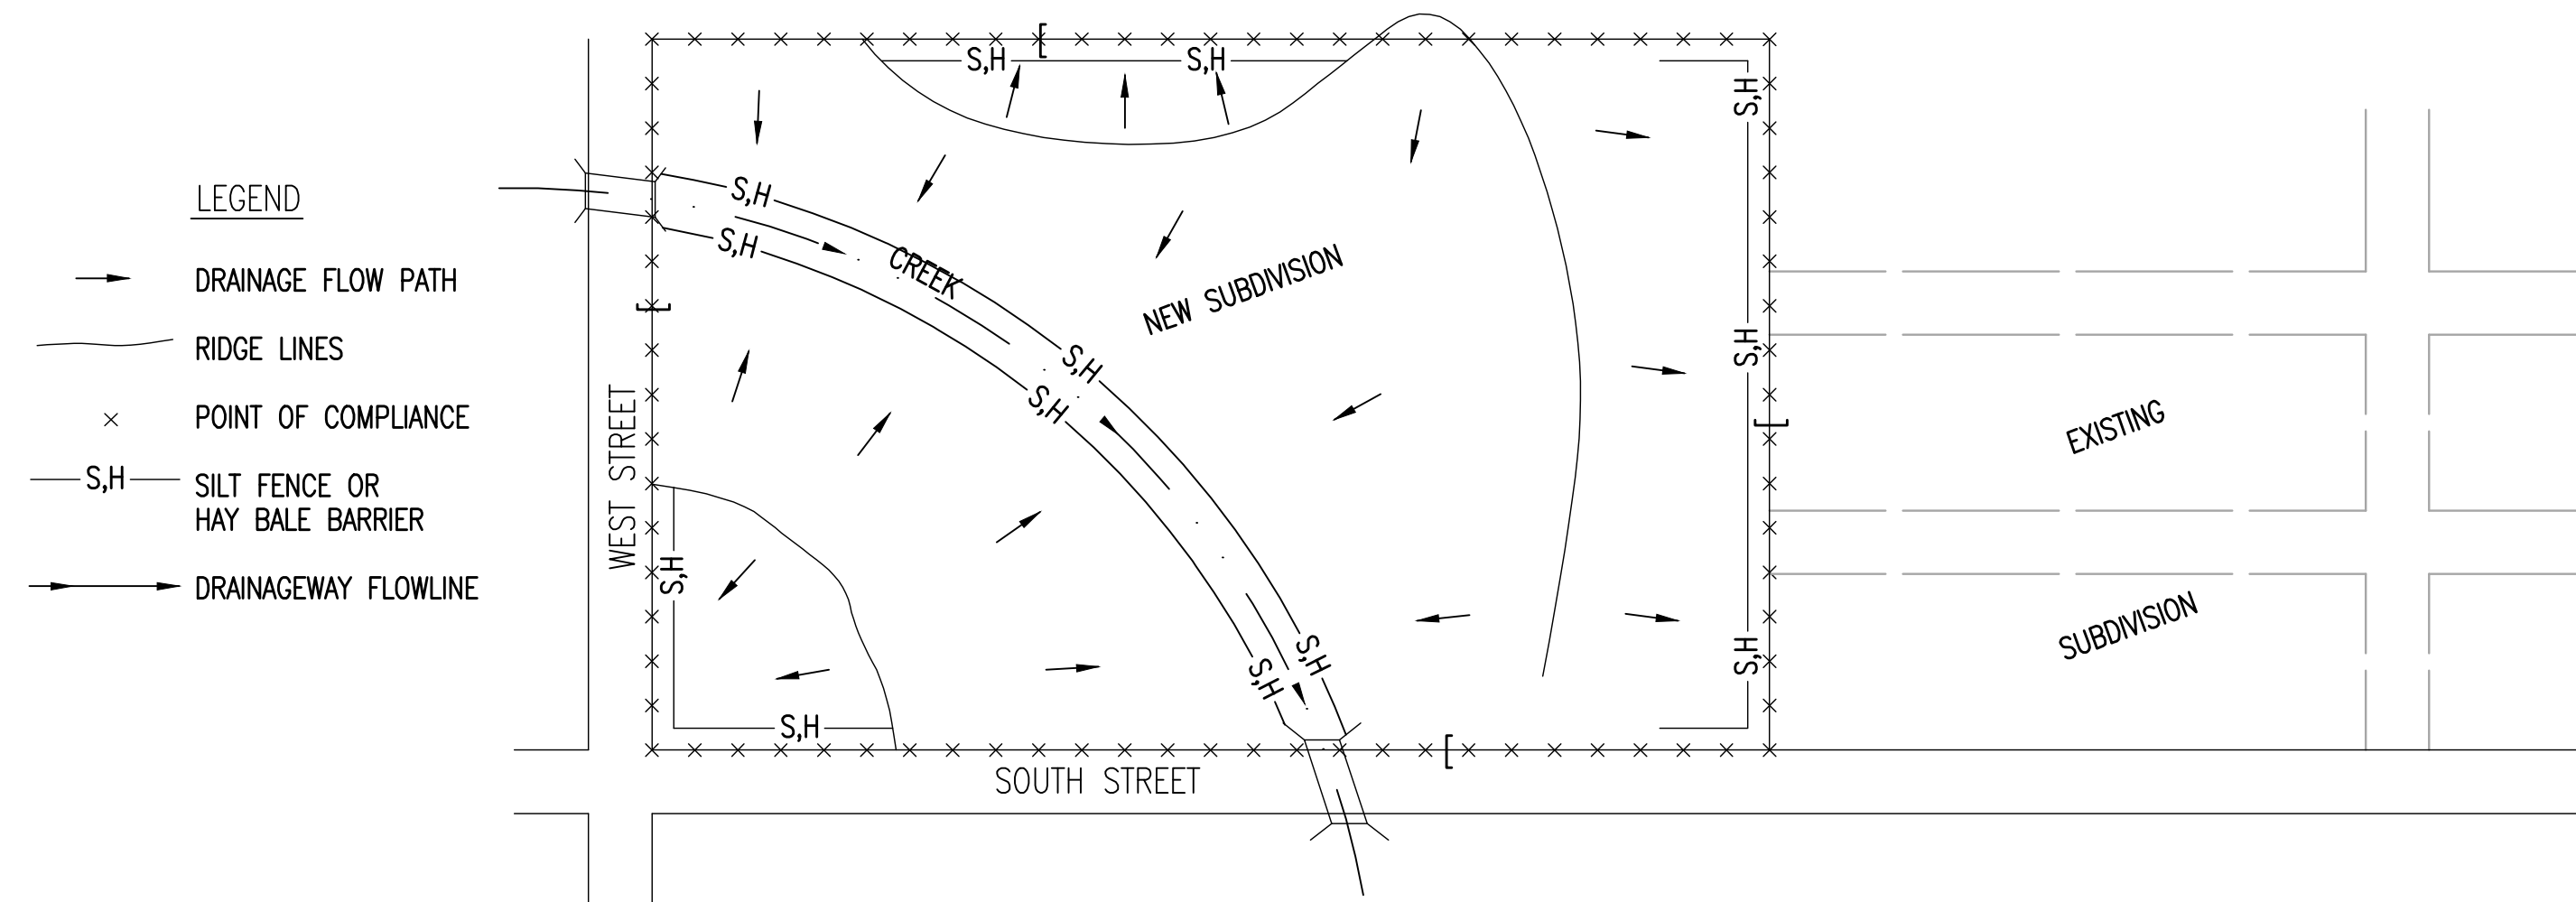 LEGEND
DRAINAGE FLOW PATH
RIDGE LINES
POINT OF COMPLIANCE
S,H
SILT FENCE OR
HAY BALE BARRIER
DRAINAGEWAY FLOWLINE
S,H
S,H
S,H
S,H
S,H
CREEK
NEW SUBDIVISION
S,H
S,H
S,H
WEST STREET
EXISTING
S,H
SUBDIVISION
S,H
S,H
S,H
S,H
SOUTH STREET